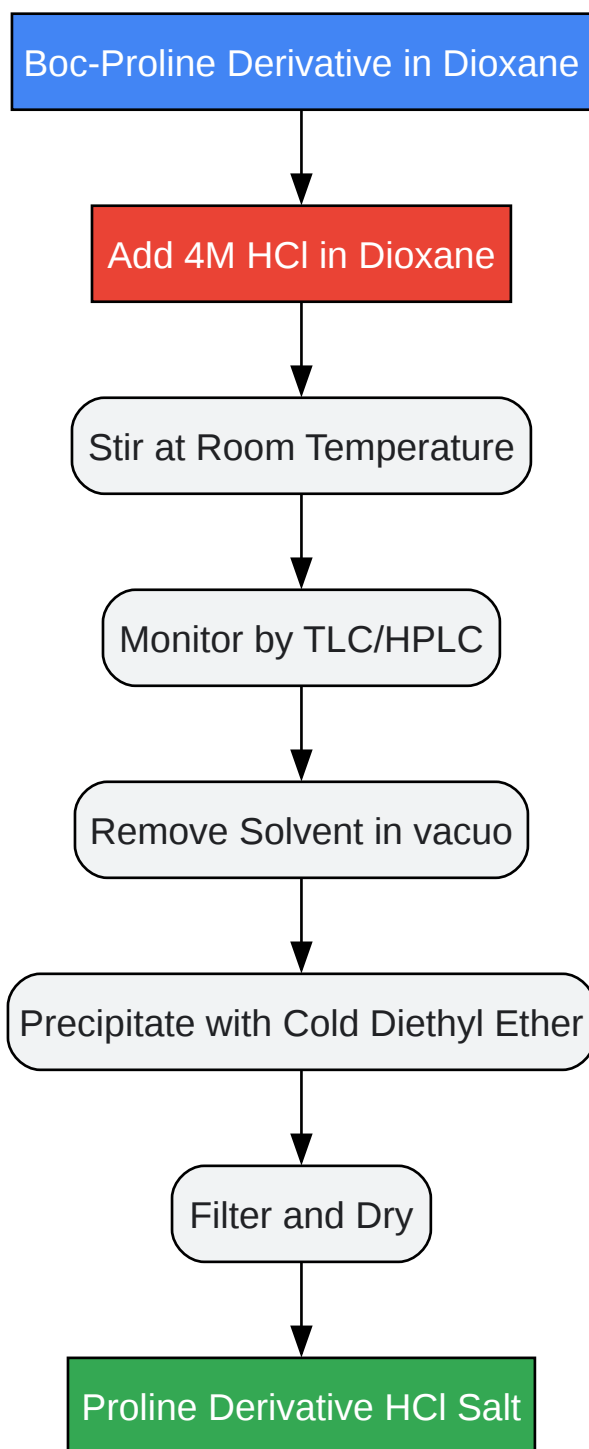 Boc-Proline Derivative in Dioxane
Add 4M HCl in Dioxane
Stir at Room Temperature
Monitor by TLC/HPLC
Remove Solvent in vacuo
Precipitate with Cold Diethyl Ether
Filter and Dry
Proline Derivative HCl Salt